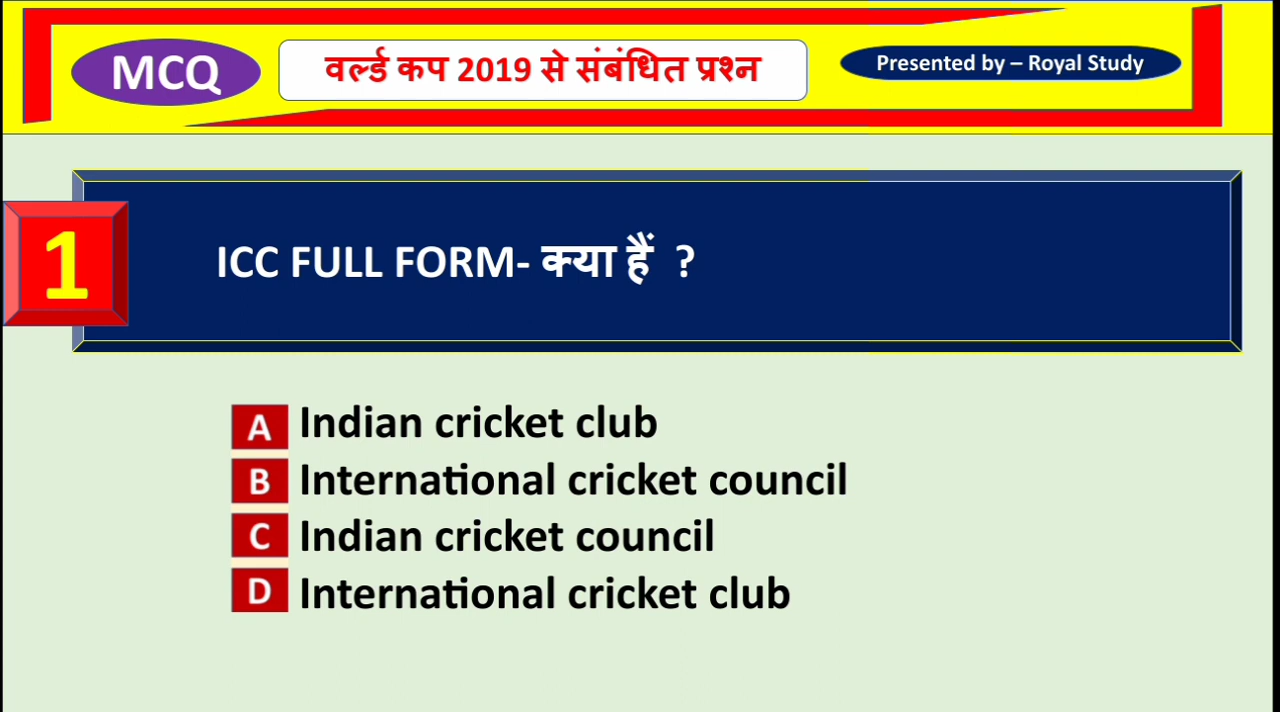 MCQ
वर्ल्ड कप 2019 से संबंधित प्रश्न
Presented by – Royal Study
1
ICC FULL FORM- क्या हैं ?
A Indian cricket club
B International cricket council
C Indian cricket council
D International cricket club